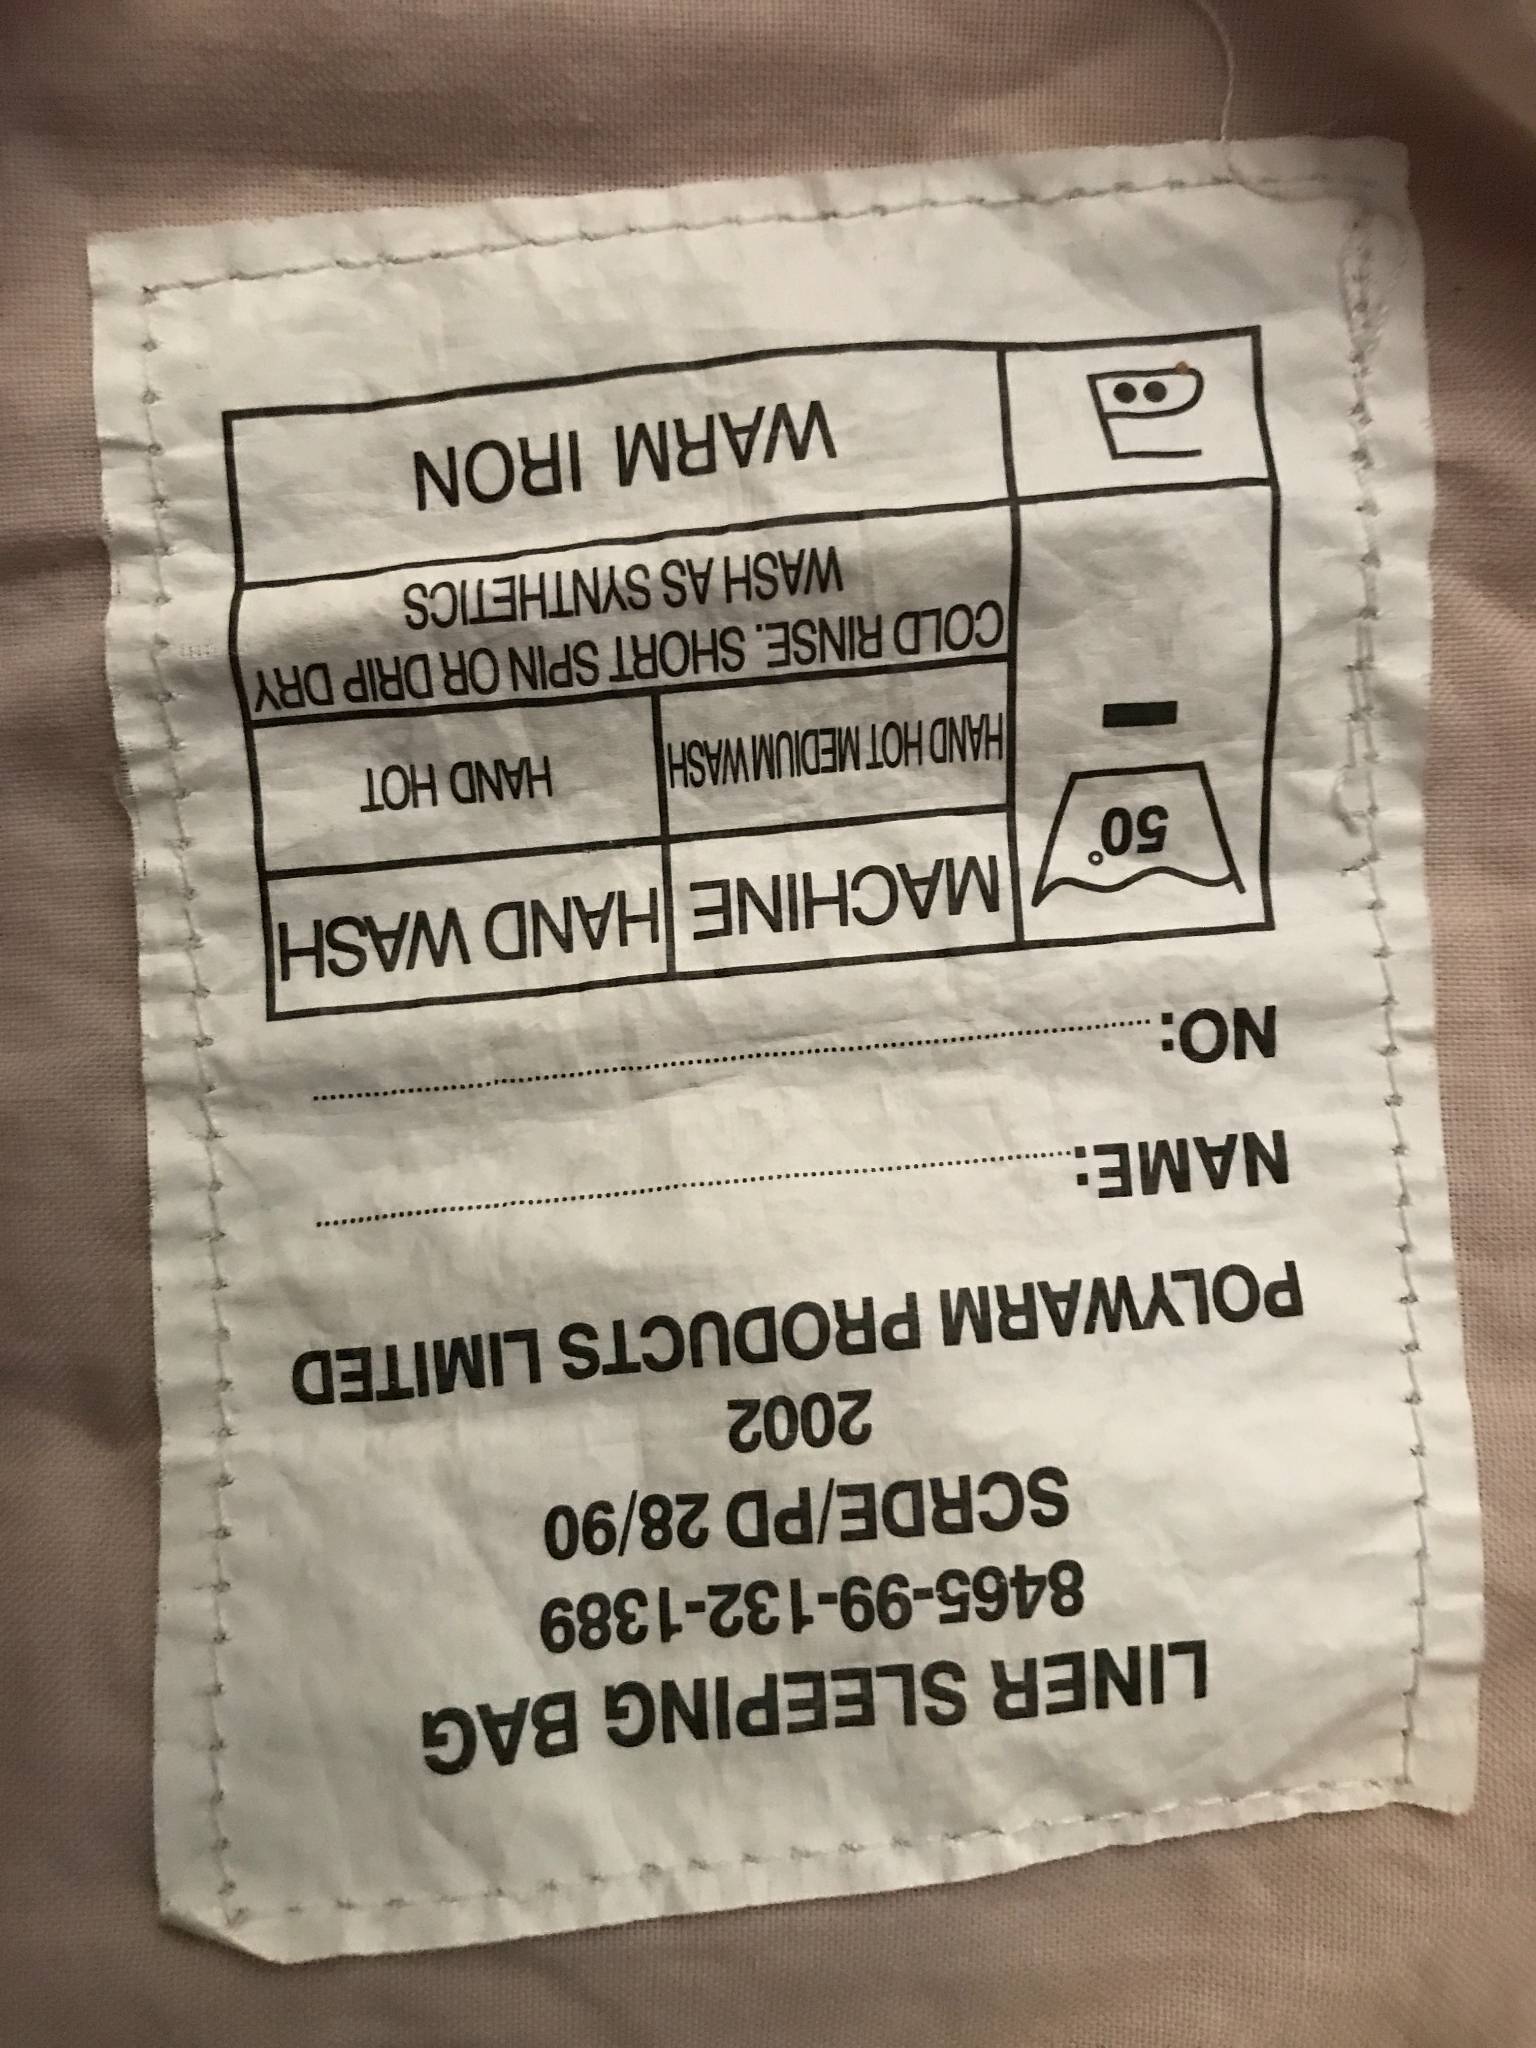 LINER SLEEPING BAG
8465-99-132-1389
SCRDE/PD 28/90
2002
POLYWARM PRODUCTS LIMITED
NAME:
NO:
50° MACHINE HAND WASH
HAND HOT MEDIUM WASH HAND HOT
COLD RINSE. SHORT SPIN OR DRIP DRY
WASH AS SYNTHETICS
WARM IRON